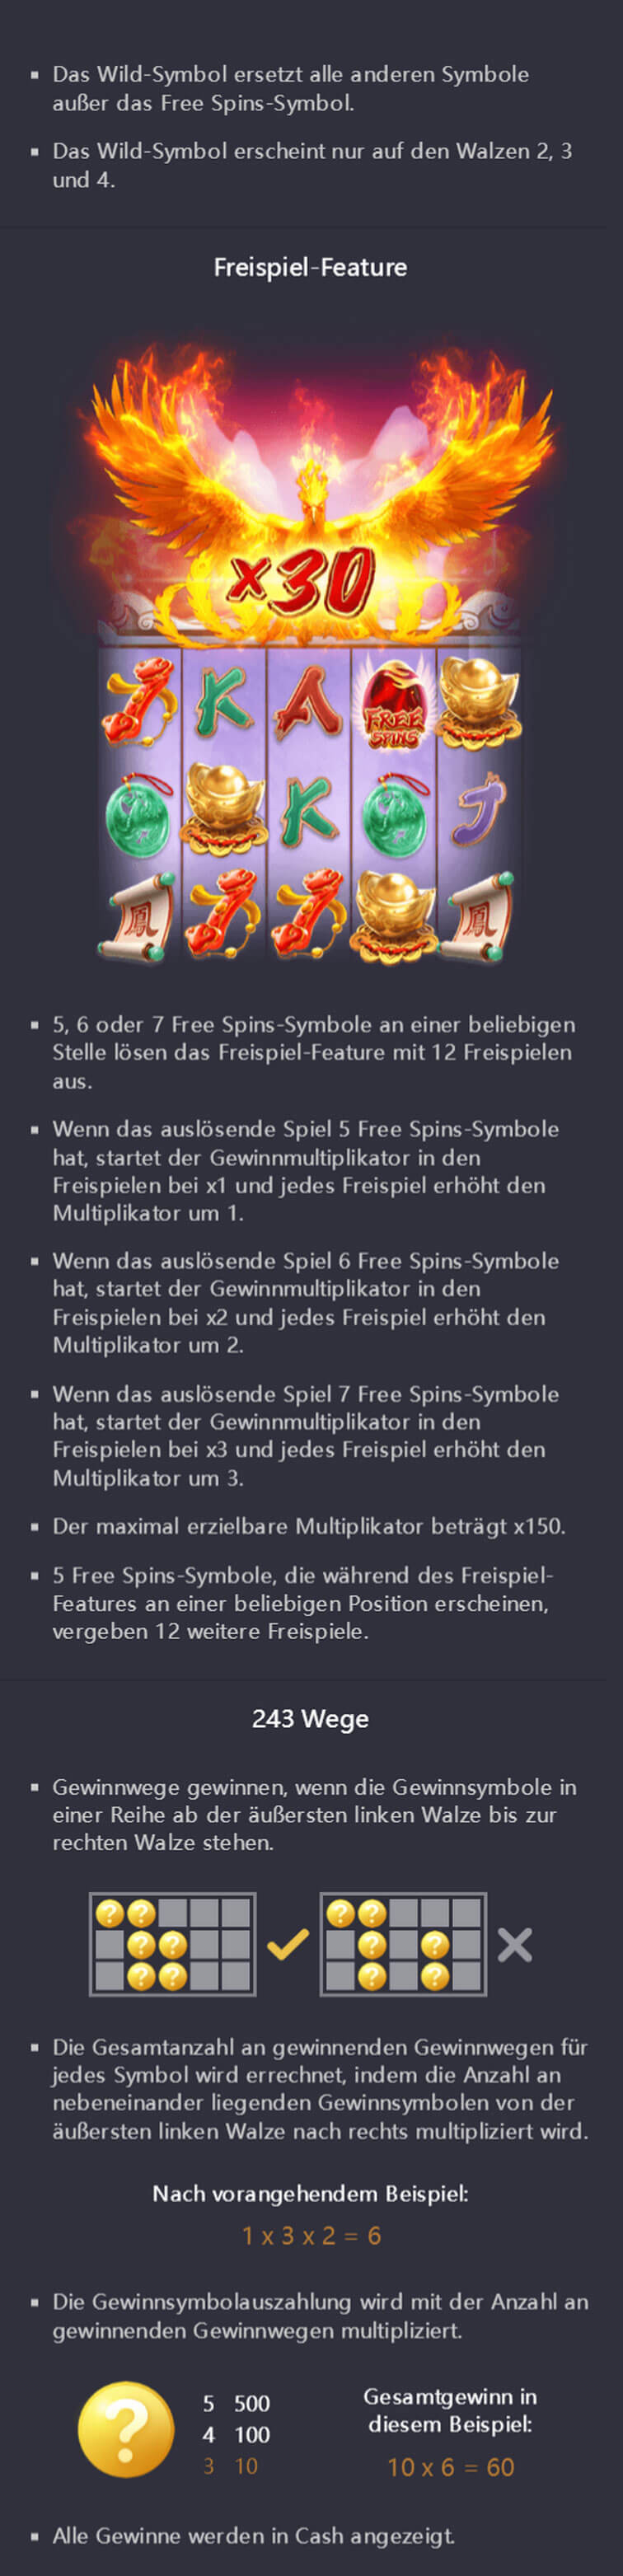 Das Wild-Symbol ersetzt alle anderen Symbole
außer das Free Spins-Symbol.
Das Wild-Symbol erscheint nur auf den Walzen 2, 3
und 4.
Freispiel-Feature
x30
K A FREE SPINS
K J
鳳 鳳
5, 6 oder 7 Free Spins-Symbole an einer beliebigen
Stelle lösen das Freispiel-Feature mit 12 Freispielen
aus.
Wenn das auslösende Spiel 5 Free Spins-Symbole
hat, startet der Gewinnmultiplikator in den
Freispielen bei x1 und jedes Freispiel erhöht den
Multiplikator um 1.
Wenn das auslösende Spiel 6 Free Spins-Symbole
hat, startet der Gewinnmultiplikator in den
Freispielen bei x2 und jedes Freispiel erhöht den
Multiplikator um 2.
Wenn das auslösende Spiel 7 Free Spins-Symbole
hat, startet der Gewinnmultiplikator in den
Freispielen bei x3 und jedes Freispiel erhöht den
Multiplikator um 3.
Der maximal erzielbare Multiplikator beträgt x150.
5 Free Spins-Symbole, die während des Freispiel-
Features an einer beliebigen Position erscheinen,
vergeben 12 weitere Freispiele.
243 Wege
Gewinnwege gewinnen, wenn die Gewinnsymbole in
einer Reihe ab der äußersten linken Walze bis zur
rechten Walze stehen.
? ? ? ?
? ? ? ?
? ? ? ?
Die Gesamtanzahl an gewinnenden Gewinnwegen für
jedes Symbol wird errechnet, indem die Anzahl an
nebeneinander liegenden Gewinnsymbolen von der
äußersten linken Walze nach rechts multipliziert wird.
Nach vorangehendem Beispiel:
1 x 3 x 2 = 6
Die Gewinnsymbolauszahlung wird mit der Anzahl an
gewinnenden Gewinnwegen multipliziert.
?
5 500
4 100
3 10
Gesamtgewinn in
diesem Beispiel:
10 x 6 = 60
Alle Gewinne werden in Cash angezeigt.